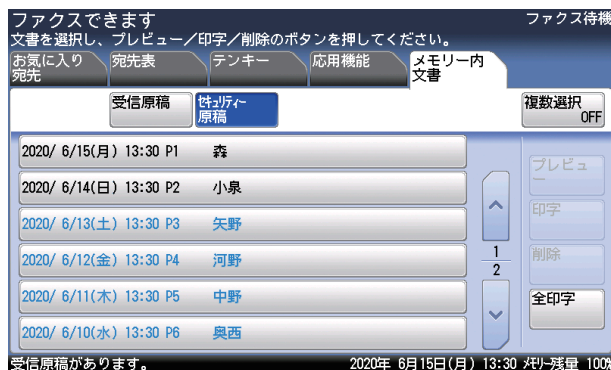 ファクスできます
ファクス待機
文書を選択し、プレビュー／印字／削除のボタンを押してください。
お気に入り
宛先
宛先表
テンキー
応用機能
メモリー内
文書
受信原稿
ｾｷｭﾘﾃｨｰ
原稿
複数選択
OFF
2020/ 6/15(月) 13:30 P1 森
2020/ 6/14(日) 13:30 P2 小泉
2020/ 6/13(土) 13:30 P3 矢野
2020/ 6/12(金) 13:30 P4 河野
2020/ 6/11(木) 13:30 P5 中野
2020/ 6/10(水) 13:30 P6 奥西
1
2
プレビュ
ー
印字
削除
全印字
受信原稿があります。
2020年 6月15日(月) 13:30 ﾒﾓﾘｰ残量 100%